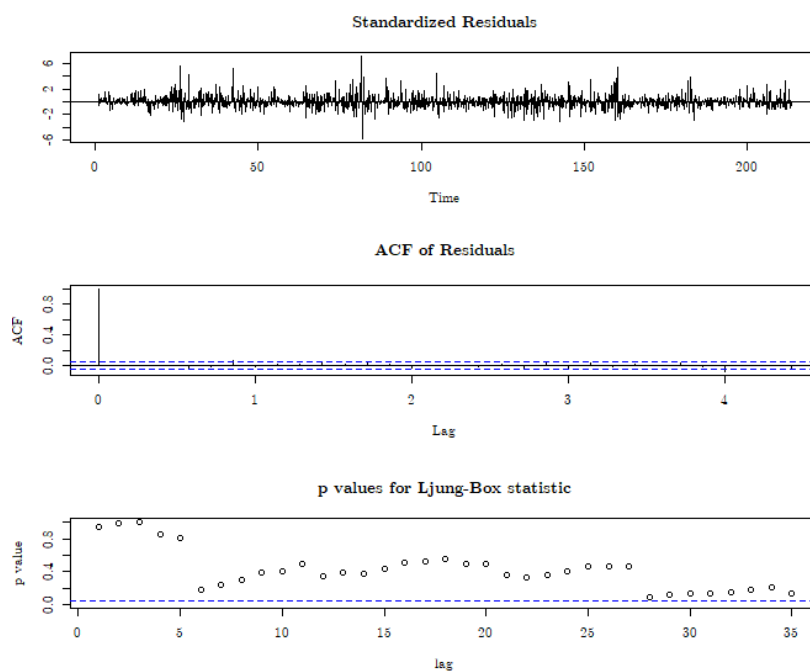 Standardized Residuals
6
2
-2
-6
0 50 100 150 200
Time
ACF of Residuals
ACF
0.8
0.4
0.0
0 1 2 3 4
Lag
p values for Ljung-Box statistic
p value
0.8
0.4
0.0
0 5 10 15 20 25 30 35
lag